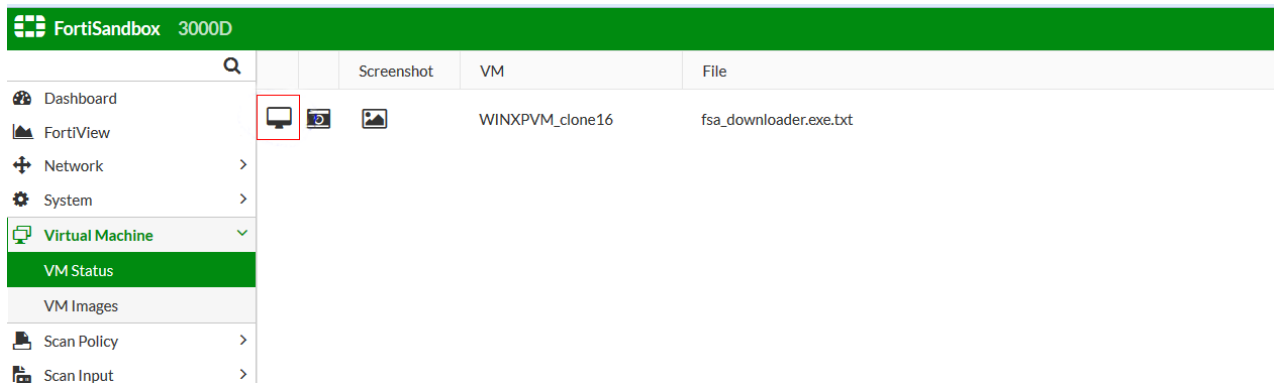 FortiSandbox 3000D
Screenshot VM File
Dashboard
WINXPVM_clone16 fsa_downloader.exe.txt
FortiView
Network
System
Virtual Machine
VM Status
VM Images
Scan Policy
Scan Input